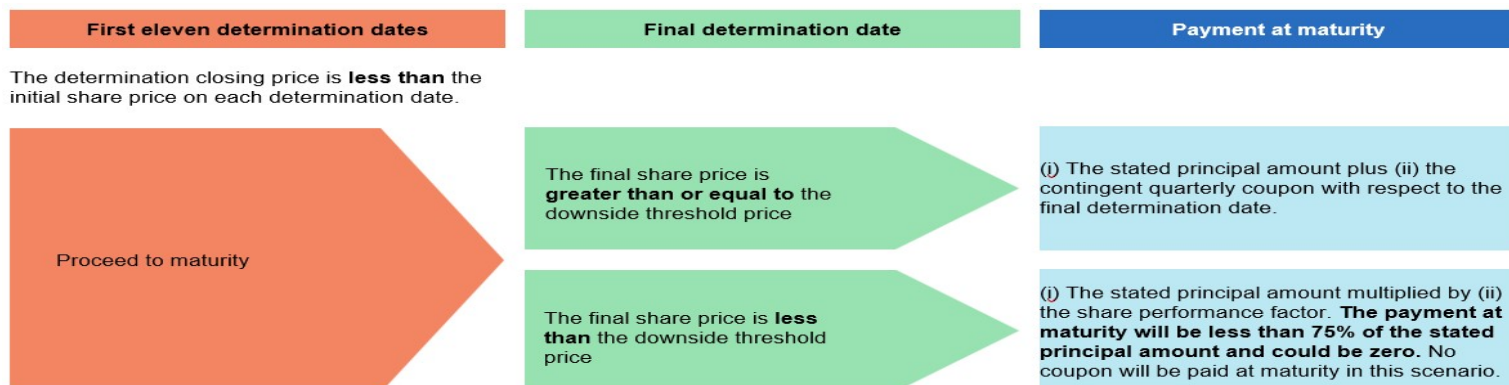 First eleven determination dates
Final determination date
Payment at maturity
The determination closing price is less than the
initial share price on each determination date.
Proceed to maturity
The final share price is
greater than or equal to the
downside threshold price
(i) The stated principal amount plus (ii) the
contingent quarterly coupon with respect to the
final determination date.
The final share price is less
than the downside threshold
price
(i) The stated principal amount multiplied by (ii)
the share performance factor. The payment at
maturity will be less than 75% of the stated
principal amount and could be zero. No
coupon will be paid at maturity in this scenario.